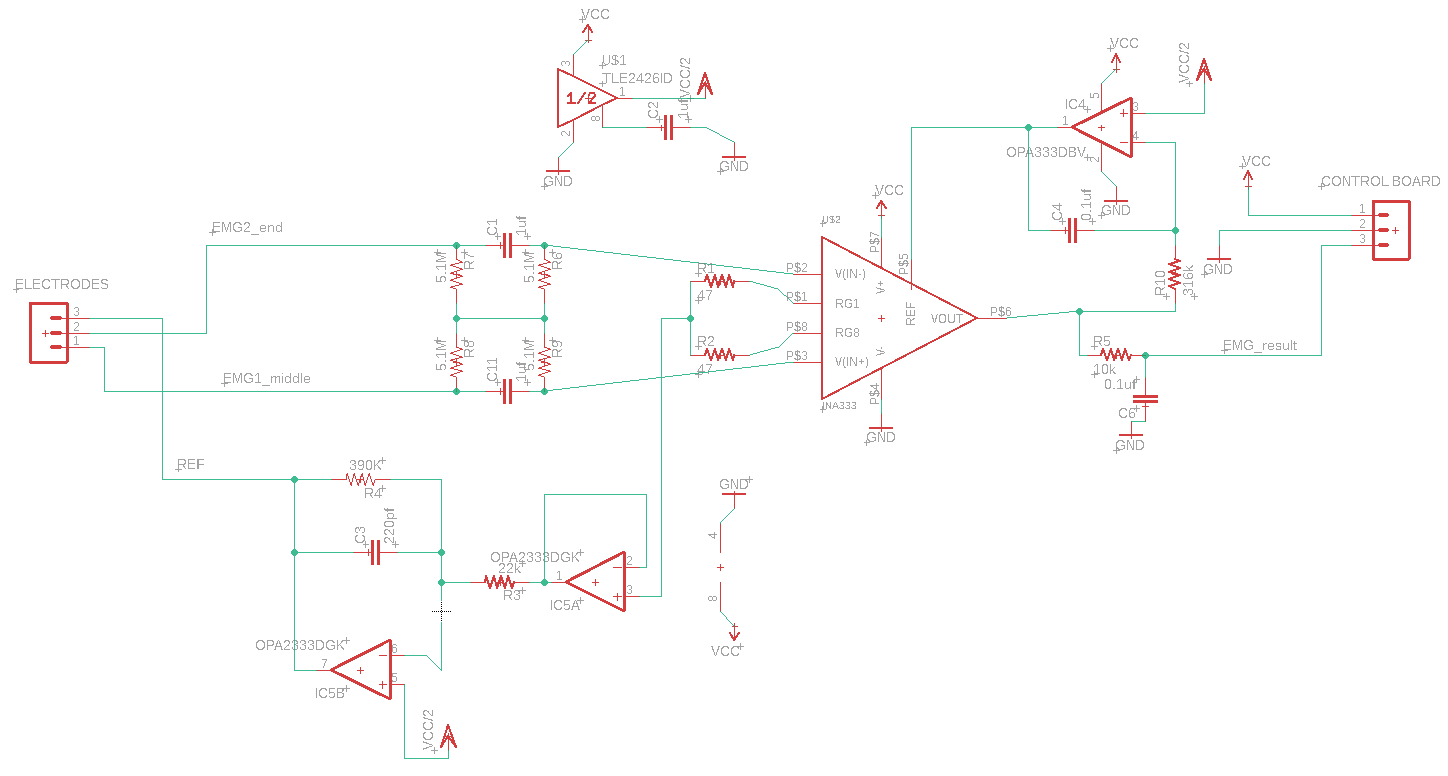 VCC
U$1
TLE2426ID
VCC/2
3
1/2
1
8
2
C2
1uf
GND
GND
VCC
VCC/2
5
IC4
3
1
4
OPA333DBV
2
GND
C4
0.1uf
VCC
CONTROL BOARD
1
2
3
GND
R10
316k
VCC
U$2
P$7
P$5
P$2
V(IN-)
V+
P$1
RG1
REF
VOUT
P$6
P$8
RG8
P$3
V(IN+)
V-
P$4
INA333
GND
R1
47
R2
47
EMG2_end
C1
1uf
5.1M
R7
5.1M
R6
ELECTRODES
3
2
1
5.1M
R8
5.1M
R9
C11
1uf
EMG1_middle
R5
10k
EMG_result
0.1uf
C6
GND
REF
390K
R4
C3
220pf
OPA2333DGK
22k
R3
1
2
3
IC5A
GND
4
8
VCC
OPA2333DGK
7
6
5
IC5B
VCC/2